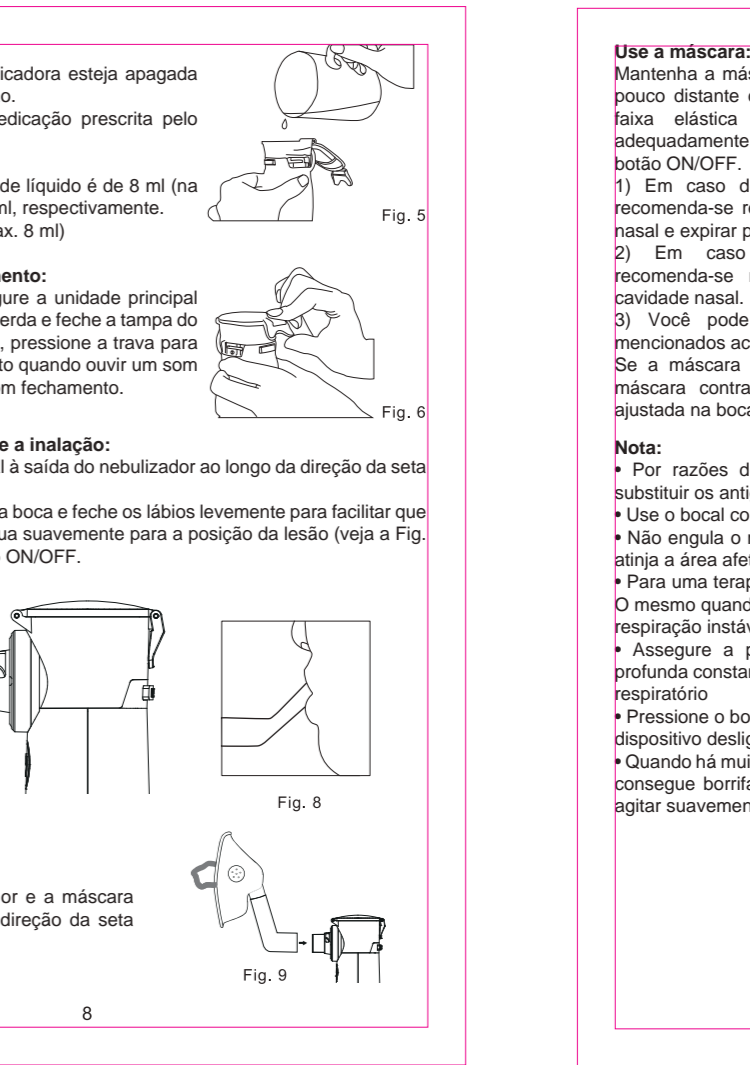 icadora esteja apagada
o.
edicação prescrita pelo
de líquido é de 8 ml (na
ml, respectivamente.
ax. 8 ml)
Fig. 5
mento:
gure a unidade principal
erda e feche a tampa do
, pressione a trava para
to quando ouvir um som
om fechamento.
Fig. 6
e a inalação:
l à saída do nebulizador ao longo da direção da seta
a boca e feche os lábios levemente para facilitar que
ua suavemente para a posição da lesão (veja a Fig.
ON/OFF.
Fig. 8
or e a máscara
direção da seta
Fig. 9
8
Use a máscara:
Mantenha a más
pouco distante
faixa elástica
adequadamente
botão ON/OFF.
1) Em caso d
recomenda-se re
nasal e expirar p
2) Em caso
recomenda-se
cavidade nasal.
3) Você pode
mencionados ac
Se a máscara
máscara contra
ajustada na boca
Nota:
• Por razões d
substituir os anti
• Use o bocal co
• Não engula o
atinja a área afe
• Para uma terap
O mesmo quand
respiração instáv
• Assegure a p
profunda constan
respiratório
• Pressione o bo
dispositivo deslig
• Quando há mui
consegue borrifa
agitar suavemen